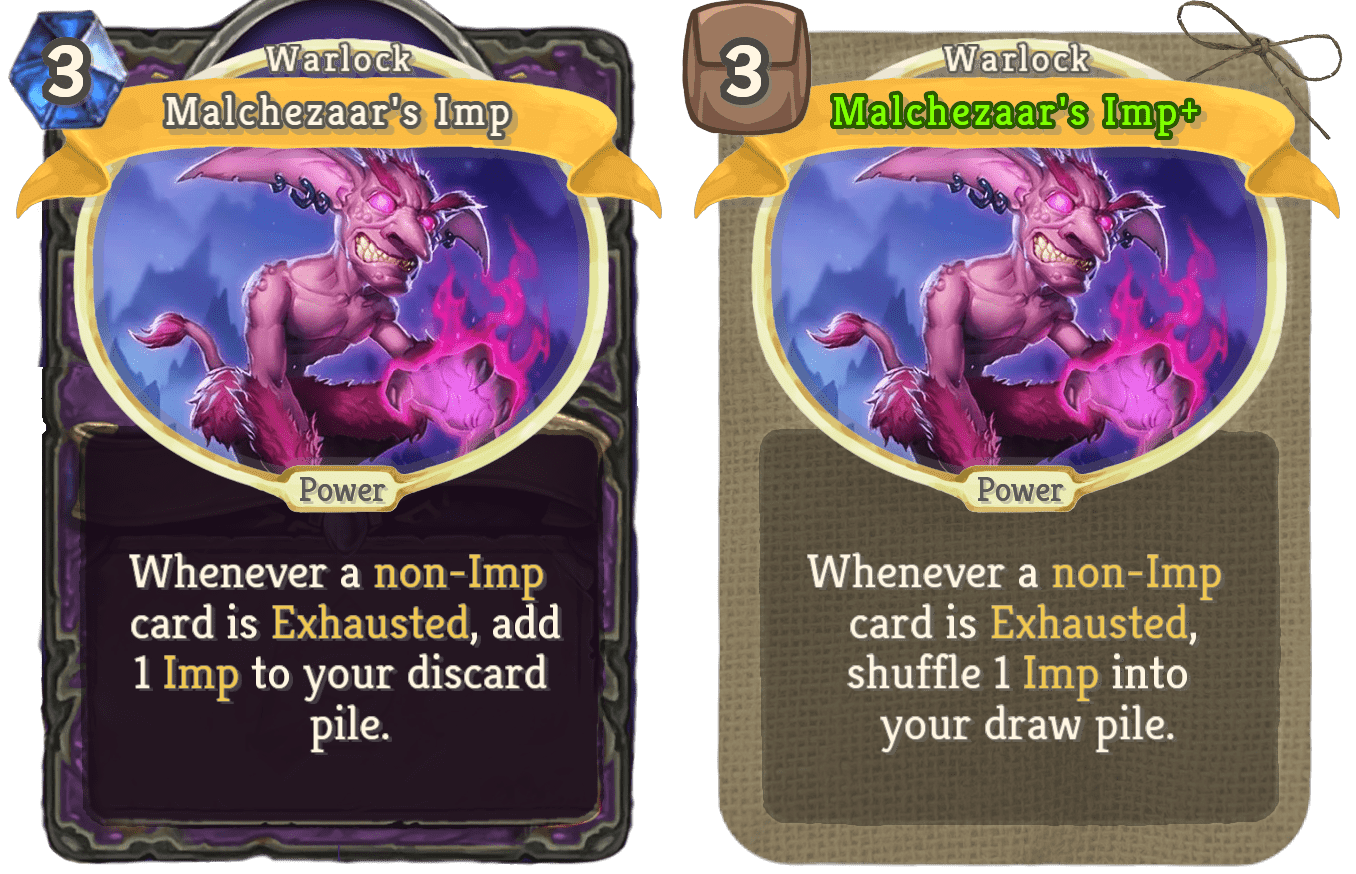 3
Warlock
Malchezaar's Imp
Power
Whenever a non-Imp
card is Exhausted, add
1 Imp to your discard
pile.
3
Warlock
Malchezaar's Imp+
Power
Whenever a non-Imp
card is Exhausted,
shuffle 1 Imp into
your draw pile.